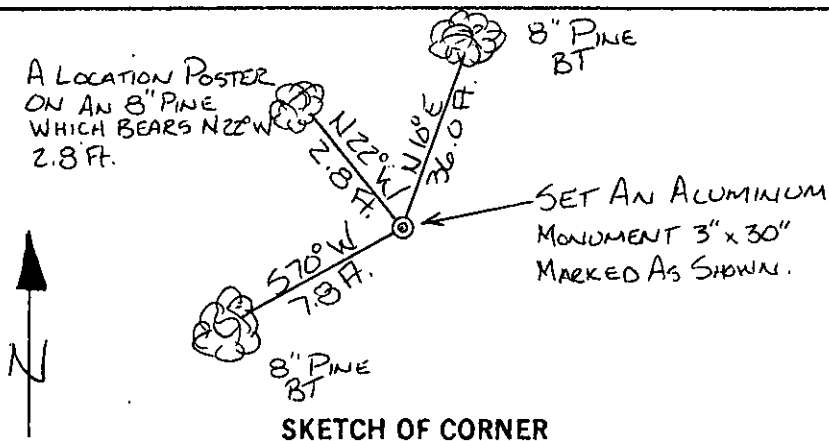 A LOCATION POSTER
ON AN 8" PINE
WHICH BEARS N22°W
2.8 Ft.
8" PINE
BT
N22°W
2.8 Ft.
N10°E
36.0 Ft.
SET AN ALUMINUM
MONUMENT 3" x 30"
MARKED AS SHOWN.
S70°W
7.8 Ft.
N
8" PINE
BT
SKETCH OF CORNER